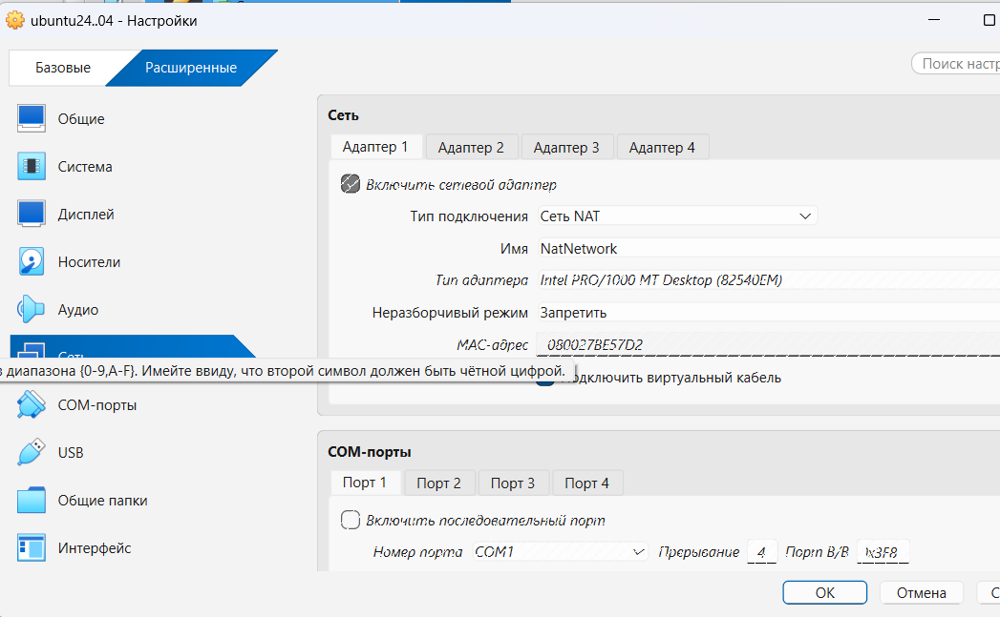 ubuntu24..04 - Настройки
Базовые
Расширенные
Поиск настр
Общие
Система
Дисплей
Носители
Аудио
Сеть
COM-порты
USB
Общие папки
Интерфейс
Сеть
Адаптер 1
Адаптер 2
Адаптер 3
Адаптер 4
Включить сетевой адаптер
Тип подключения
Сеть NAT
Имя
NatNetwork
Тип адаптера
Intel PRO/1000 MT Desktop (82540EM)
Неразборчивый режим
Запретить
MAC-адрес
080027BE57D2
з диапазона {0-9,A-F}. Имейте ввиду, что второй символ должен быть чётной цифрой.
одключить виртуальный кабель
COM-порты
Порт 1
Порт 2
Порт 3
Порт 4
Включить последовательный порт
Номер порта
COM1
Прерывание
4
Порт В/В
0x3F8
OK
Отмена
С